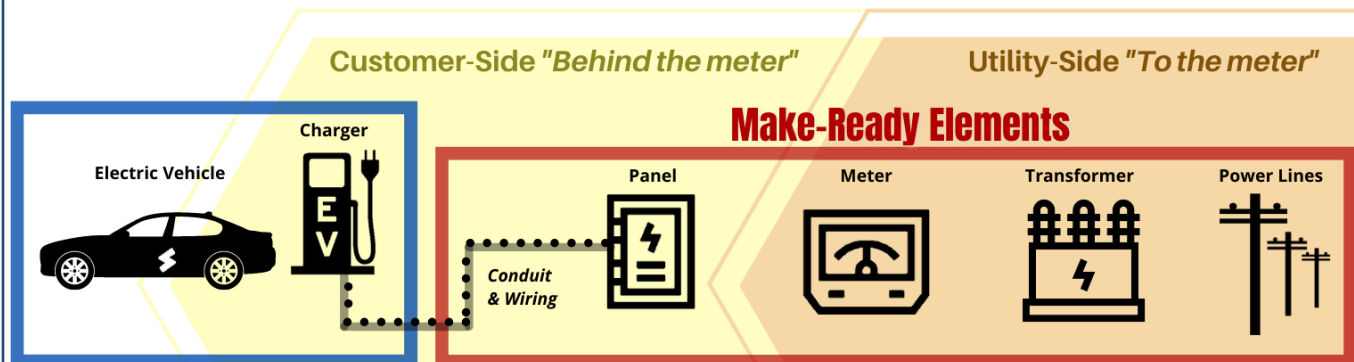 Customer-Side "Behind the meter"
Utility-Side "To the meter"
Make-Ready Elements
Charger
Electric Vehicle
Panel
Meter
Transformer
Power Lines
E
V
Conduit
& Wiring